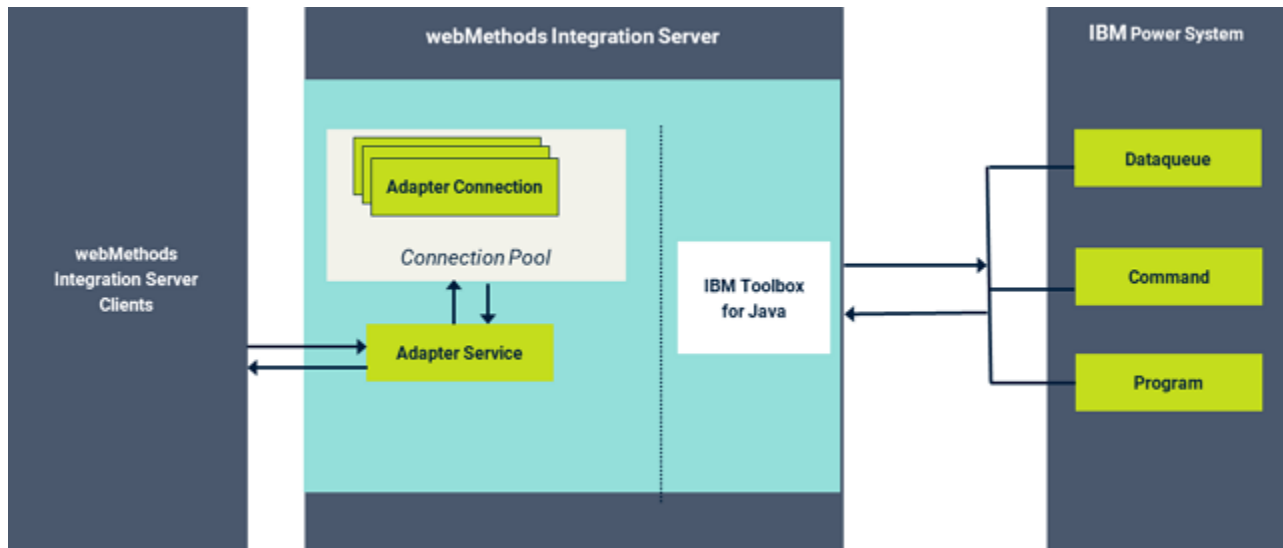 webMethods
Integration Server
Clients
webMethods Integration Server
Adapter Connection
Connection Pool
Adapter Service
IBM Toolbox
for Java
IBM Power System
Dataqueue
Command
Program